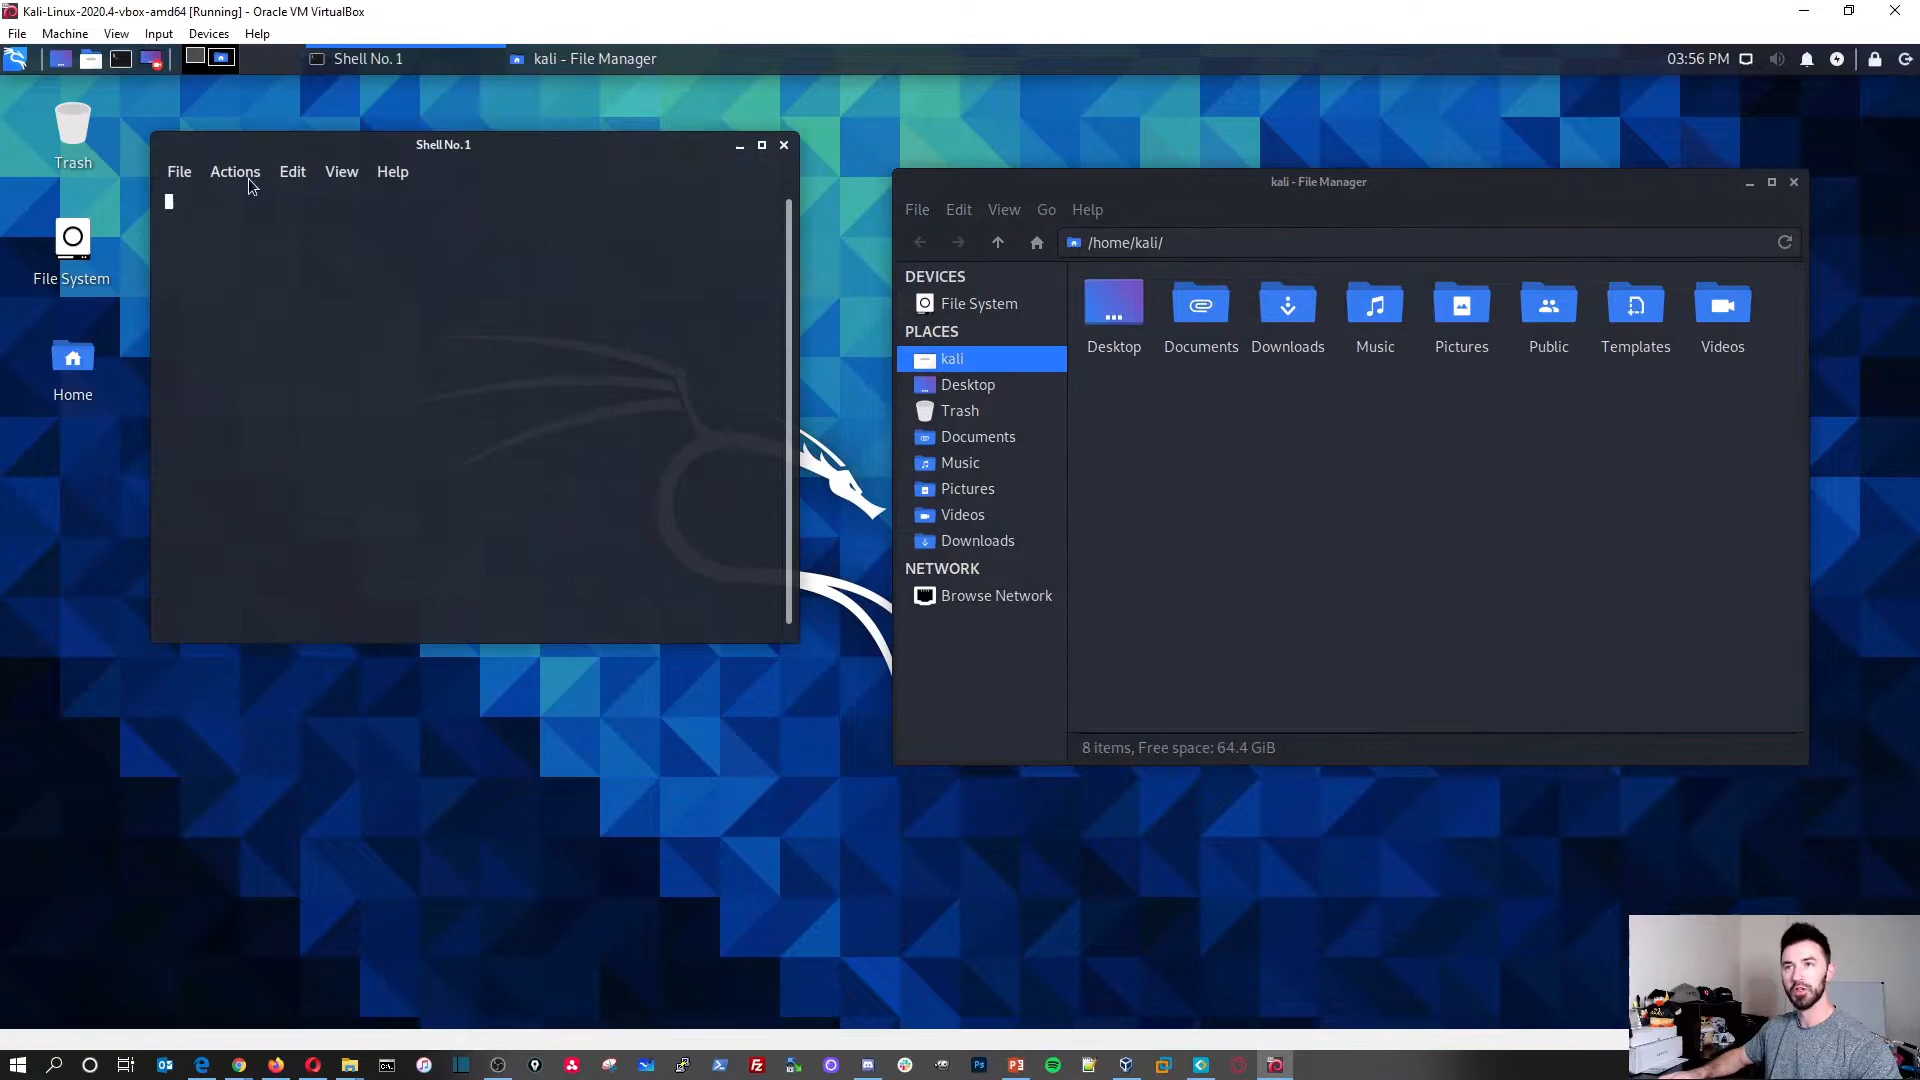 Kali-Linux-2020.4-vbox-amd64 [Running] - Oracle VM VirtualBox
File Machine View Input Devices Help
Shell No. 1
kali - File Manager
03:56 PM
Trash
File System
Home
Shell No. 1
File Actions Edit View Help
kali - File Manager
File Edit View Go Help
/home/kali/
DEVICES
File System
PLACES
kali
Desktop
Trash
Documents
Music
Pictures
Videos
Downloads
NETWORK
Browse Network
Desktop Documents Downloads Music Pictures Public Templates Videos
8 items, Free space: 64.4 GiB